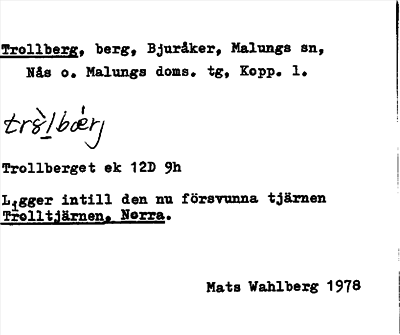 Trollberg, berg, Bjuråker, Malungs sn,
Nås o. Malungs doms. tg, Kopp. l.
Trollberget ek 12D 9h
Ligger intill den nu försvunna tjärnen
Trolltjärnen, Norra.
Mats Wahlberg 1978